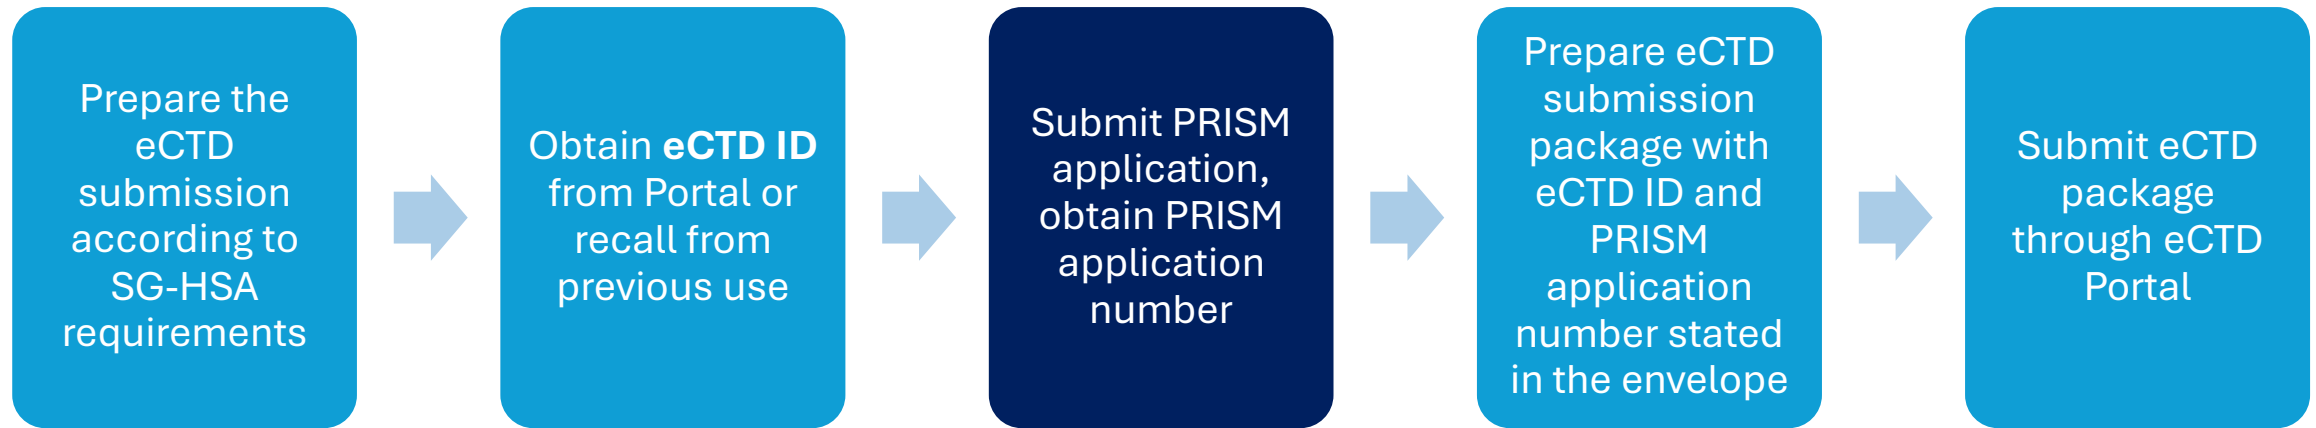 Prepare the
eCTD
submission
according to
SG-HSA
requirements
Obtain eCTD ID
from Portal or
recall from
previous use
Submit PRISM
application,
obtain PRISM
application
number
Prepare eCTD
submission
package with
eCTD ID and
PRISM
application
number stated
in the envelope
Submit eCTD
package
through eCTD
Portal